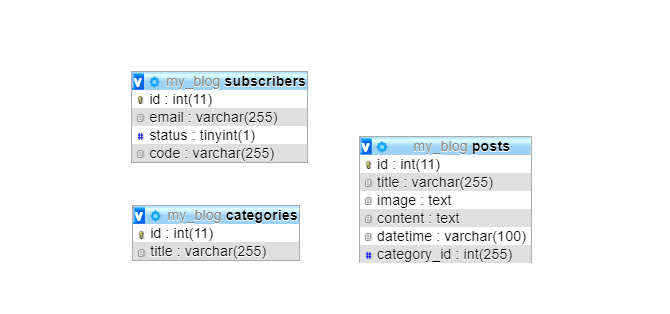 my_blog subscribers
id : int(11)
email : varchar(255)
status : tinyint(1)
code : varchar(255)
my_blog categories
id : int(11)
title : varchar(255)
my_blog posts
id : int(11)
title : varchar(255)
image : text
content : text
datetime : varchar(100)
category_id : int(255)